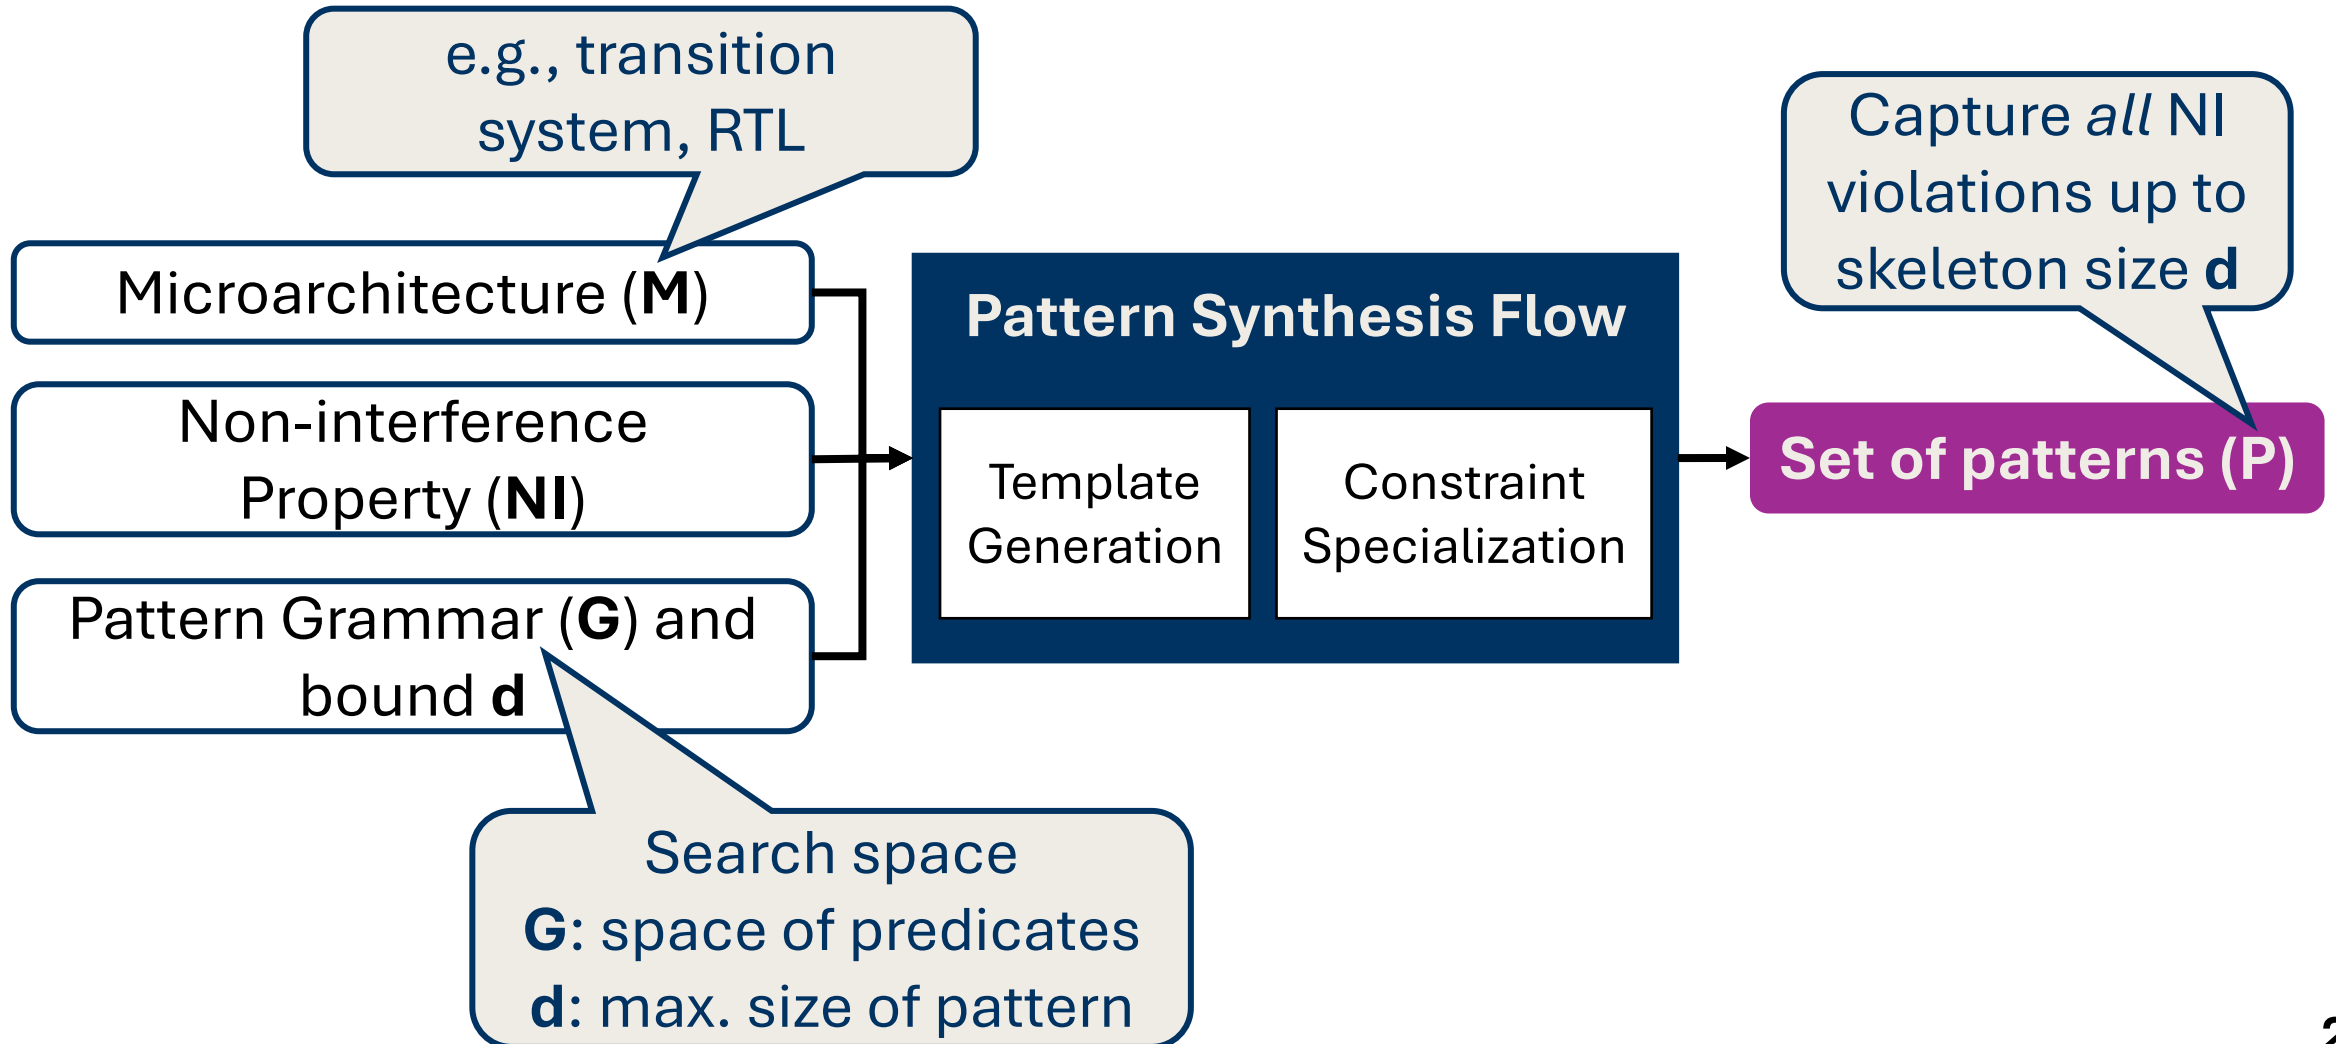 e.g., transition
system, RTL
Capture all NI
violations up to
skeleton size d
Microarchitecture (M)
Non-interference
Property (NI)
Pattern Grammar (G) and
bound d
Pattern Synthesis Flow
Template
Generation
Constraint
Specialization
Set of patterns (P)
Search space
G: space of predicates
d: max. size of pattern